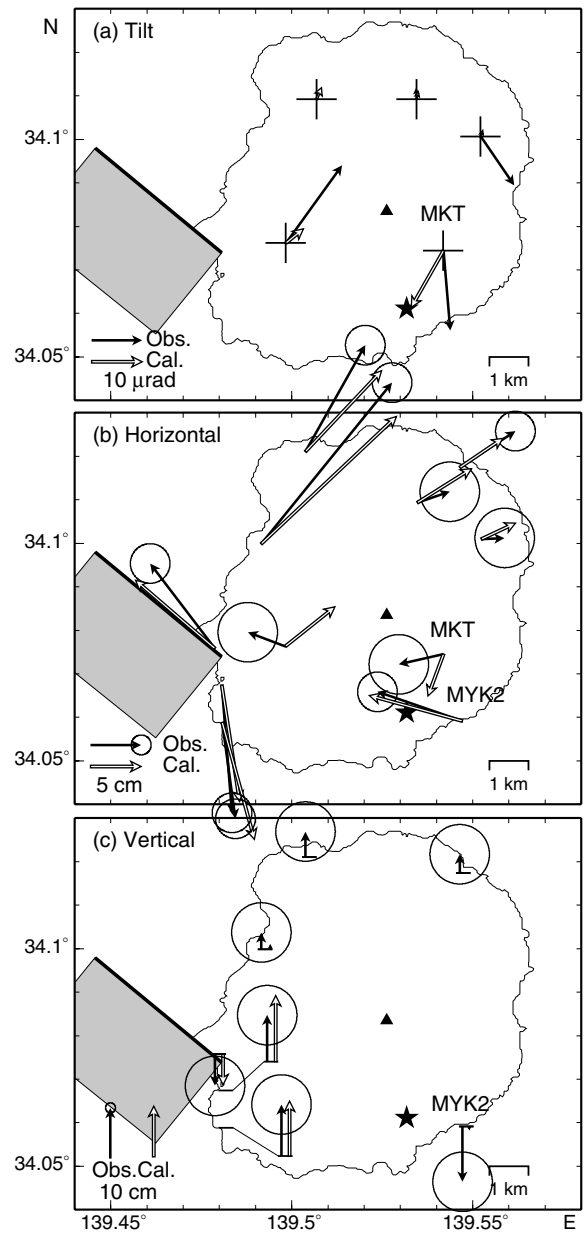 N
(a) Tilt
34.1°
MKT
Obs.
Cal.
34.05°
10 μrad
1 km
(b) Horizontal
34.1°
MKT
MYK2
Obs.
34.05°
Cal.
5 cm
1 km
(c) Vertical
34.1°
MYK2
34.05°
Obs.Cal.
10 cm
1 km
139.45°
139.5°
139.55°
E